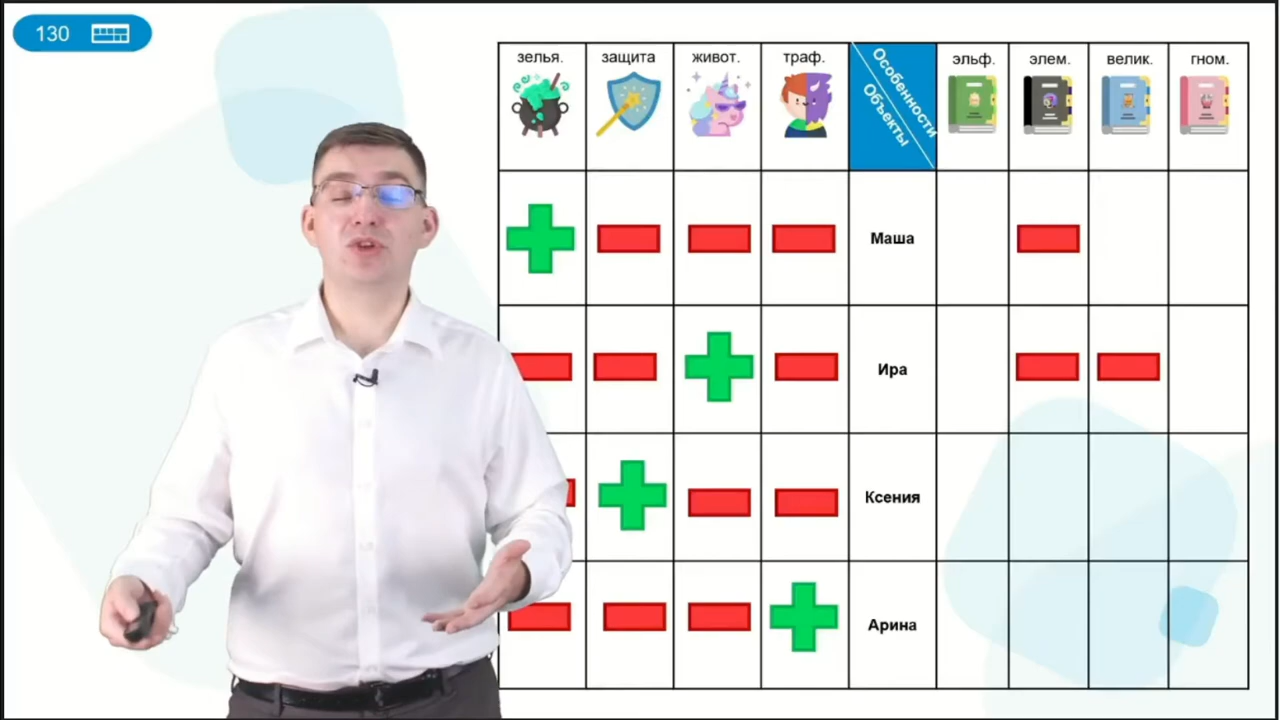 130
зелья.
защита
живот.
траф.
Особенности
Объекты
эльф.
элем.
велик.
гном.
Маша
Ира
Ксения
Арина